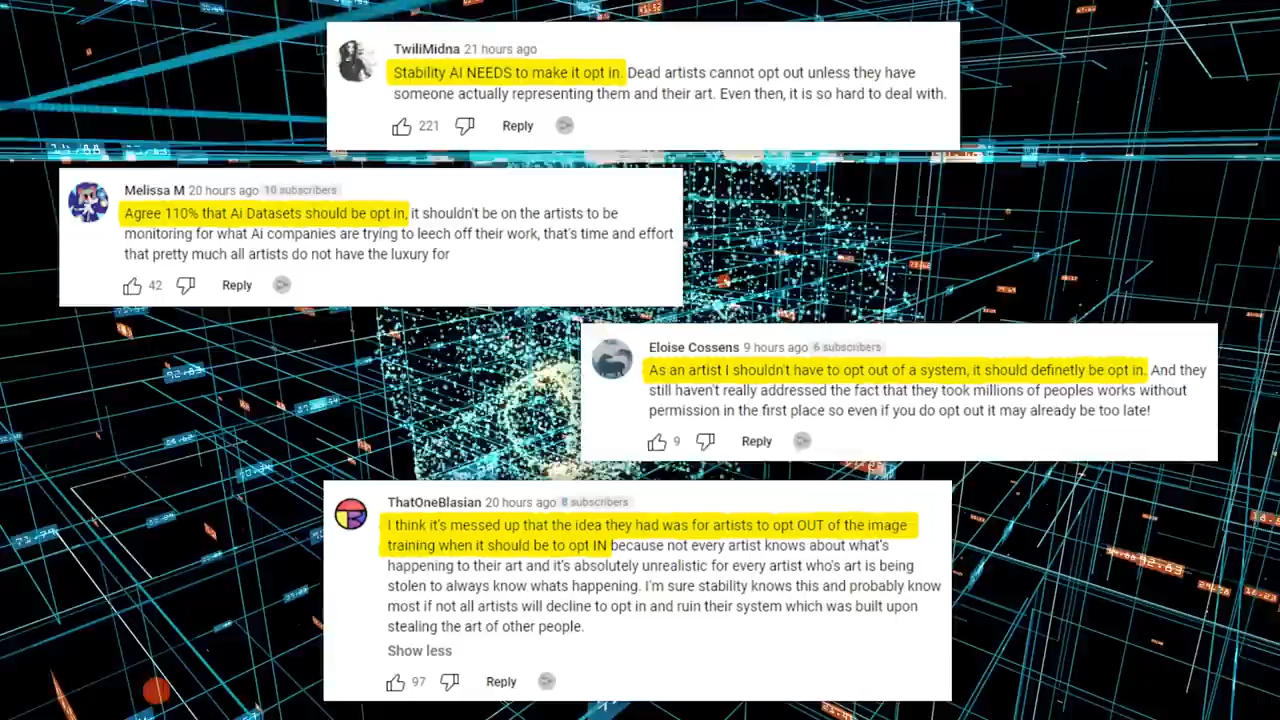 TwiliMidna 21 hours ago
Stability AI NEEDS to make it opt in. Dead artists cannot opt out unless they have
someone actually representing them and their art. Even then, it is so hard to deal with.
221 Reply
Melissa M 20 hours ago 10 subscribers
Agree 110% that Ai Datasets should be opt in, it shouldn't be on the artists to be
monitoring for what Ai companies are trying to leech off their work, that's time and effort
that pretty much all artists do not have the luxury for
42 Reply
Eloise Cossens 9 hours ago 6 subscribers
As an artist I shouldn't have to opt out of a system, it should definetly be opt in. And they
still haven't really addressed the fact that they took millions of peoples works without
permission in the first place so even if you do opt out it may already be too late!
9 Reply
ThatOneBlasian 20 hours ago 8 subscribers
I think it's messed up that the idea they had was for artists to opt OUT of the image
training when it should be to opt IN because not every artist knows about what's
happening to their art and it's absolutely unrealistic for every artist who's art is being
stolen to always know whats happening. I'm sure stability knows this and probably know
most if not all artists will decline to opt in and ruin their system which was built upon
stealing the art of other people.
Show less
97 Reply